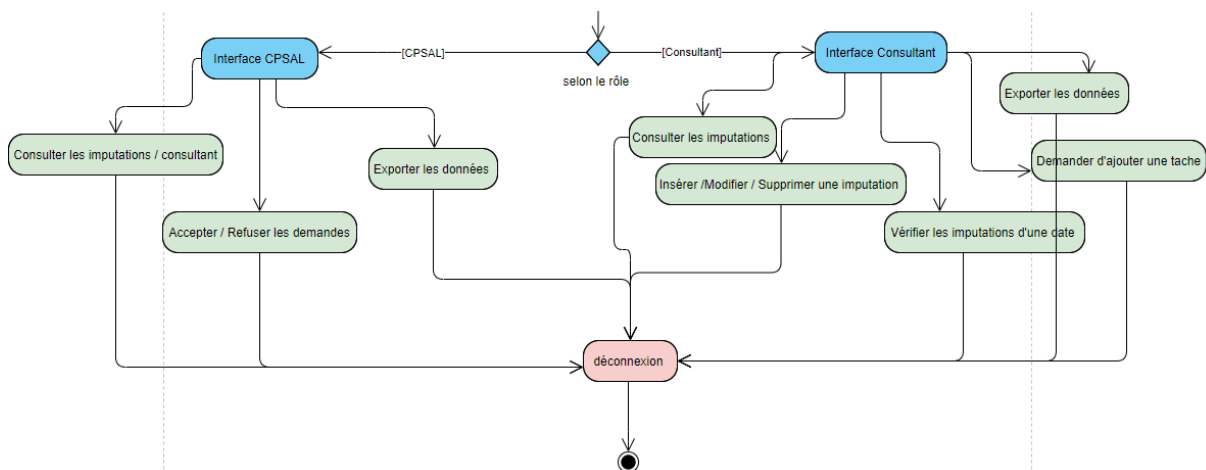 [CPSAL]
[Consultant]
Interface CPSAL
Interface Consultant
selon le rôle
Exporter les données
Consulter les imputations
Consulter les imputations / consultant
Exporter les données
Demander d'ajouter une tache
Insérer /Modifier / Supprimer une imputation
Accepter / Refuser les demandes
Vérifier les imputations d'une date
déconnexion